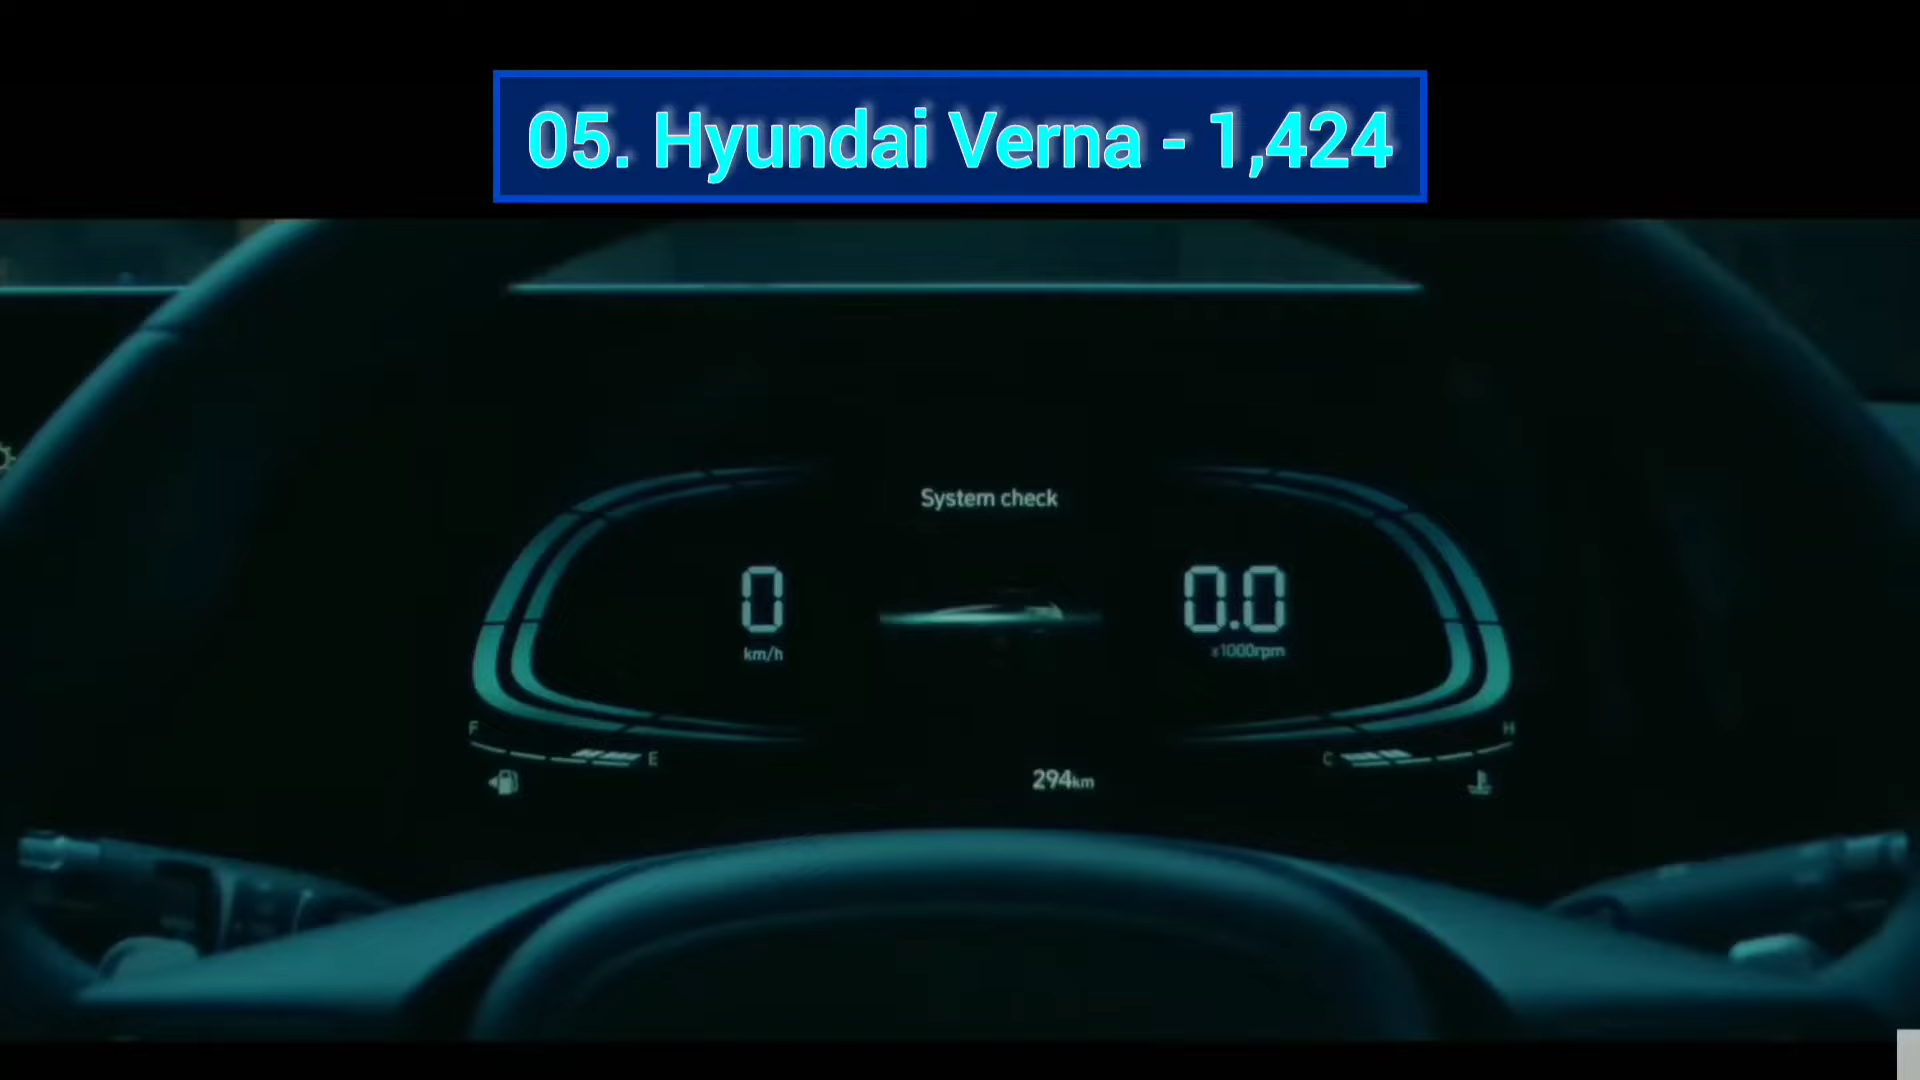 05. Hyundai Verna - 1,424
System check
0
0.0
km/h
x1000rpm
F
H
E
C
294km